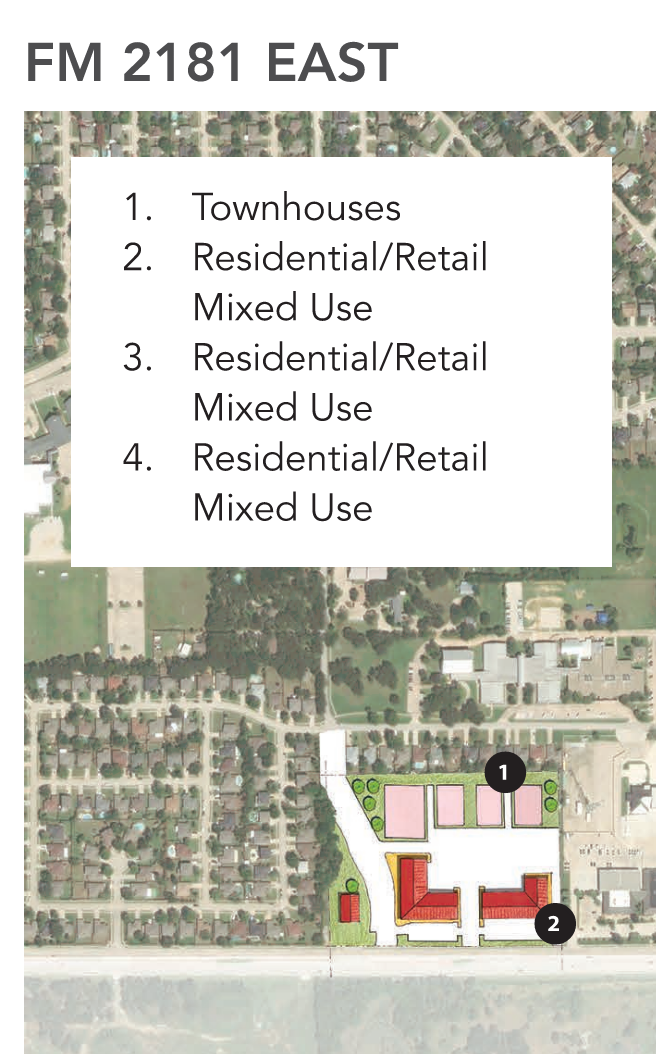 FM 2181 EAST
1. Townhouses
2. Residential/Retail
Mixed Use
3. Residential/Retail
Mixed Use
4. Residential/Retail
Mixed Use
1
2